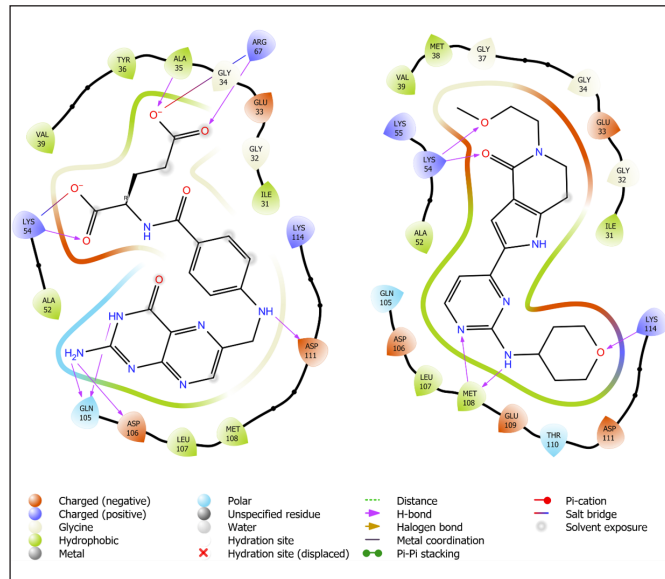 ARG
67
ALA
35
TYR
36
GLY
34
GLU
33
VAL
39
GLY
32
ILE
31
LYS
54
ALA
52
LYS
114
O⁻
O
O⁻
O
O
NH
O
HN
N
N
NH
H₂N
N
N
GLN
105
ASP
106
LEU
107
MET
108
ASP
111
MET
38
GLY
37
VAL
39
GLY
34
GLU
33
LYS
55
LYS
54
GLY
32
ILE
31
ALA
52
O
O
N
NH
N
N
NH
O
GLN
105
ASP
106
LEU
107
MET
108
GLU
109
THR
110
ASP
111
LYS
114
Charged (negative)
Charged (positive)
Glycine
Hydrophobic
Metal
Polar
Unspecified residue
Water
Hydration site
Hydration site (displaced)
Distance
H-bond
Halogen bond
Metal coordination
Pi-Pi stacking
Pi-cation
Salt bridge
Solvent exposure